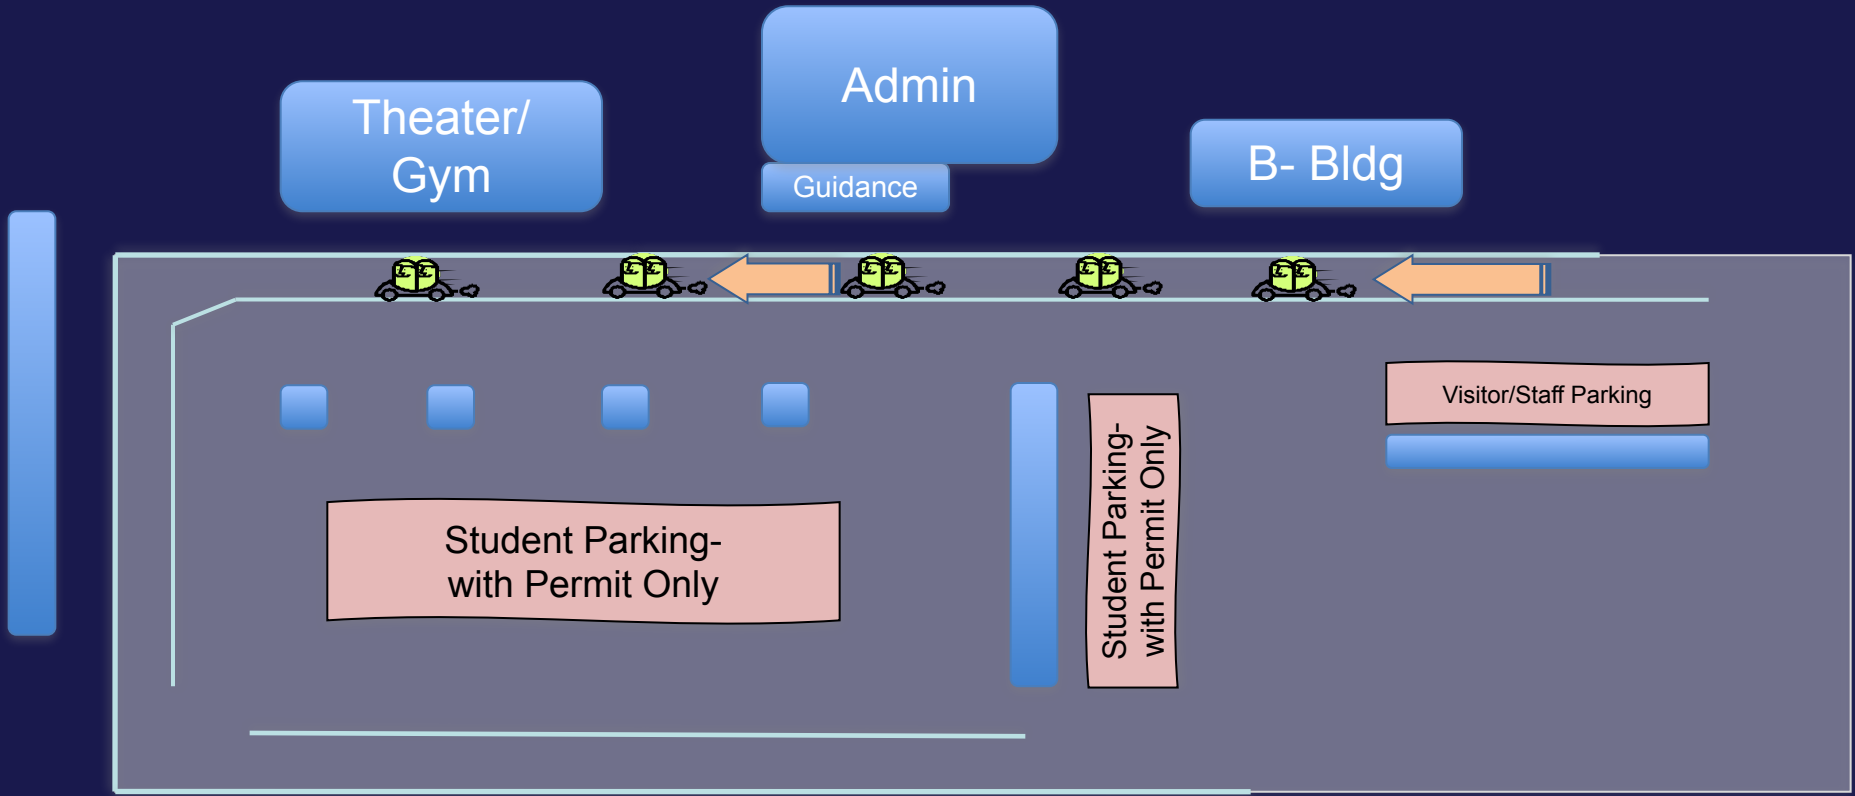 Admin
Theater/
Gym
B- Bldg
Guidance
Visitor/Staff Parking
Student Parking-
with Permit Only
Student Parking-
with Permit Only